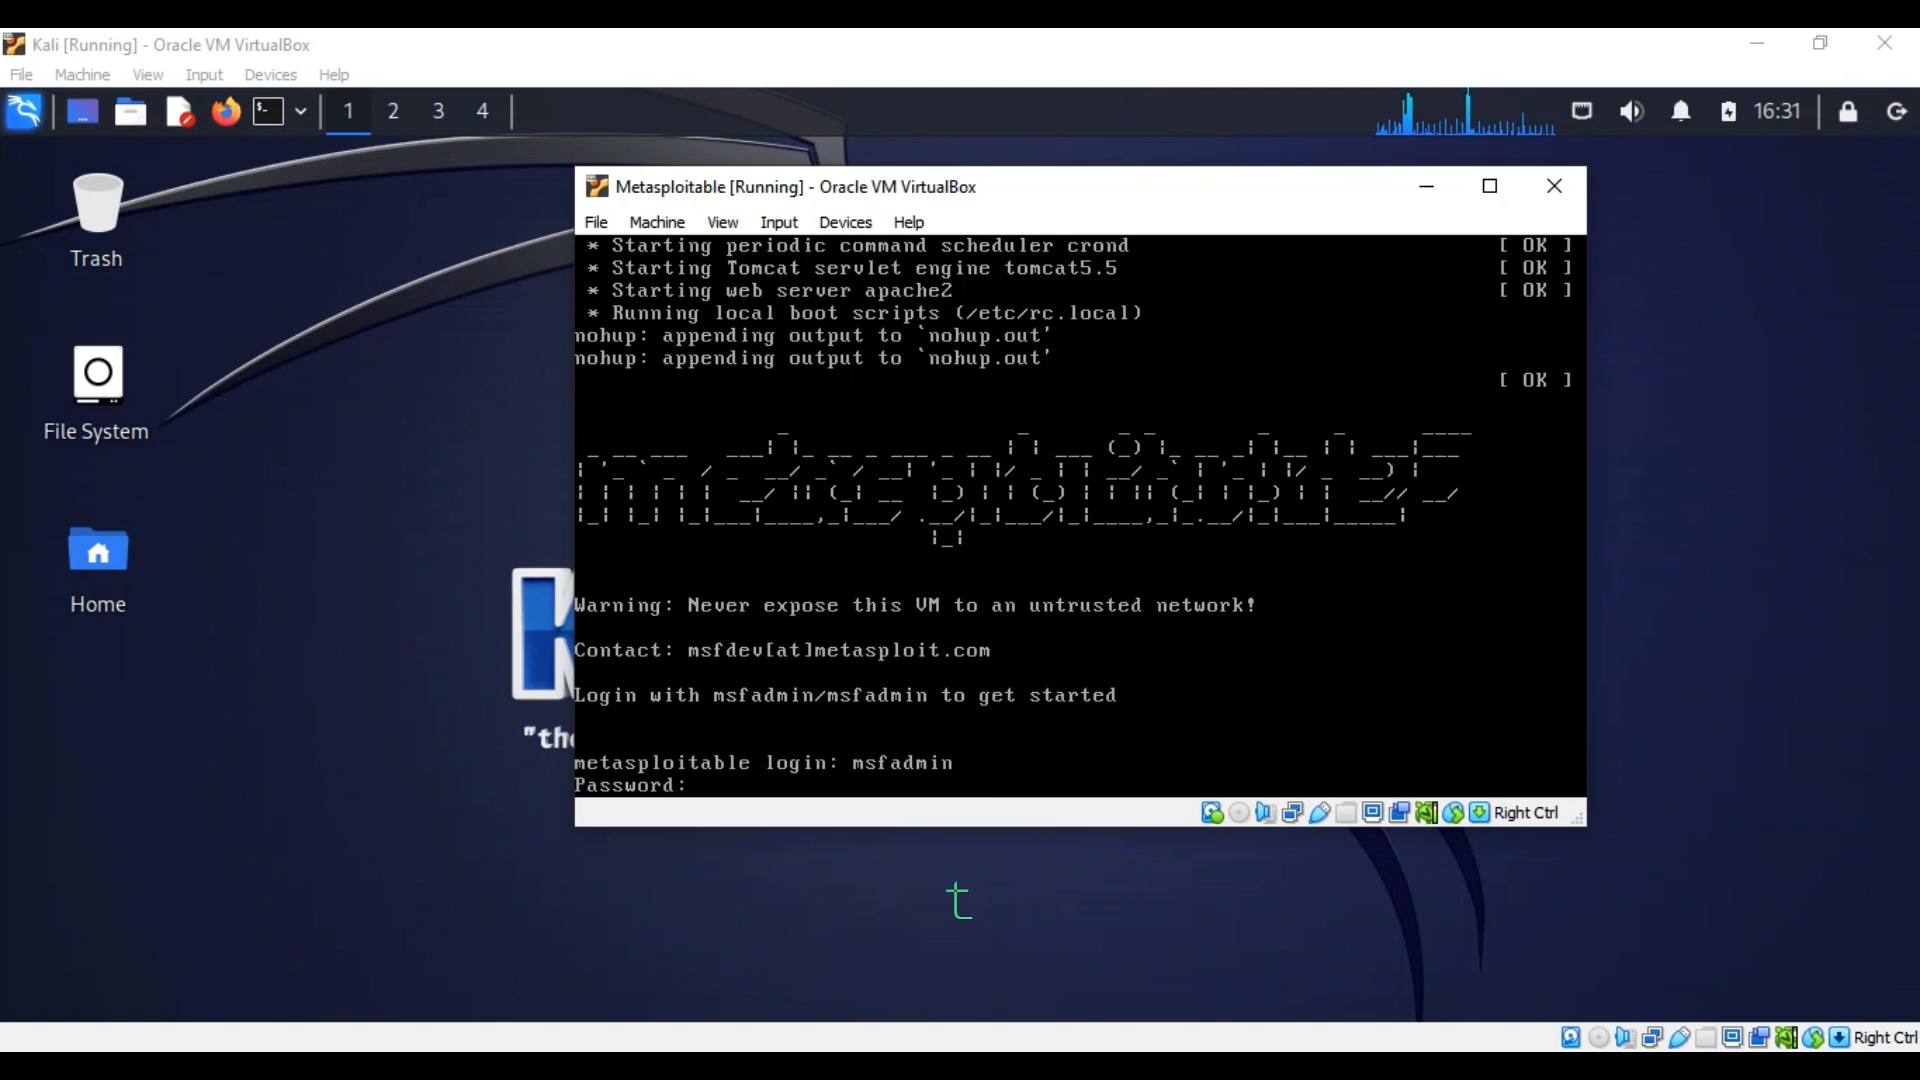 Kali [Running] - Oracle VM VirtualBox
File Machine View Input Devices Help
1 2 3 4
16:31
Trash
File System
Home
"the
Metasploitable [Running] - Oracle VM VirtualBox
File Machine View Input Devices Help
* Starting periodic command scheduler crond [ OK ]
* Starting Tomcat servlet engine tomcat5.5 [ OK ]
* Starting web server apache2 [ OK ]
* Running local boot scripts (/etc/rc.local)
nohup: appending output to `nohup.out'
nohup: appending output to `nohup.out'
[ OK ]
metasploitable2
Warning: Never expose this VM to an untrusted network!
Contact: msfdev[at]metasploit.com
Login with msfadmin/msfadmin to get started
metasploitable login: msfadmin
Password:
Right Ctrl
t
Right Ctrl